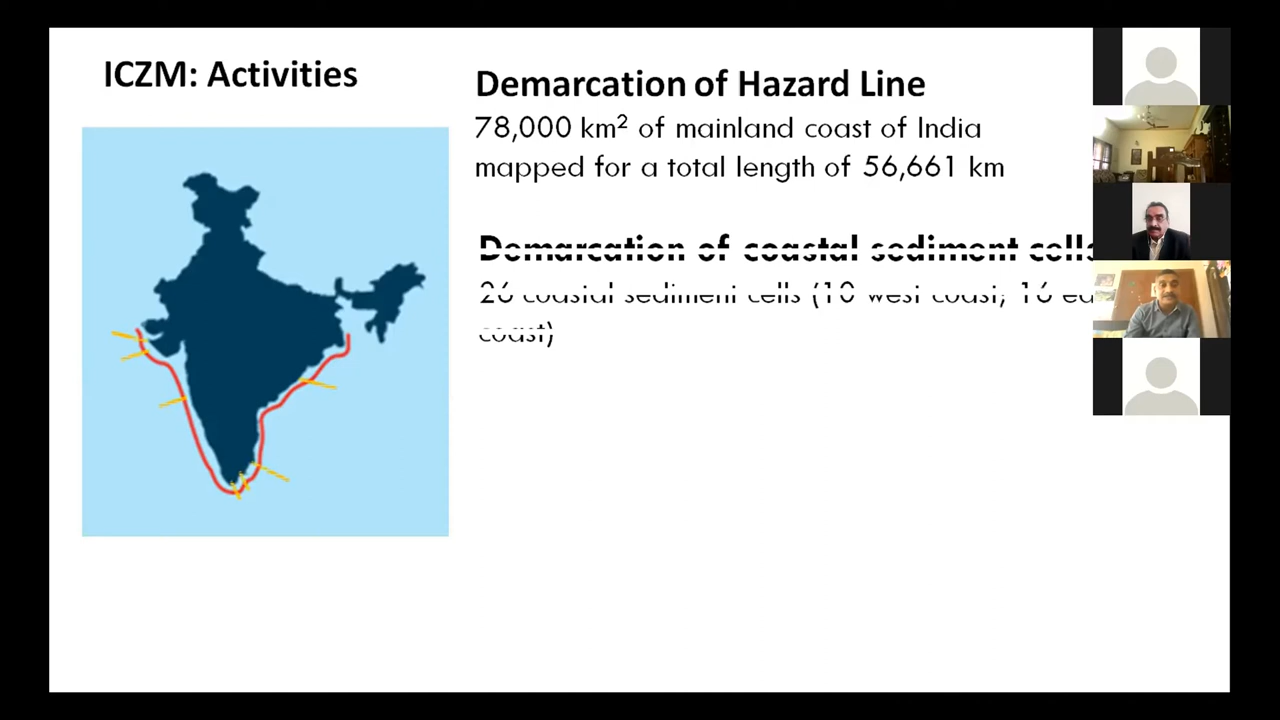 ICZM: Activities
Demarcation of Hazard Line
78,000 km² of mainland coast of India
mapped for a total length of 56,661 km
Demarcation of coastal sediment cells
26 coastal sediment cells (10 west coast; 16
coast)